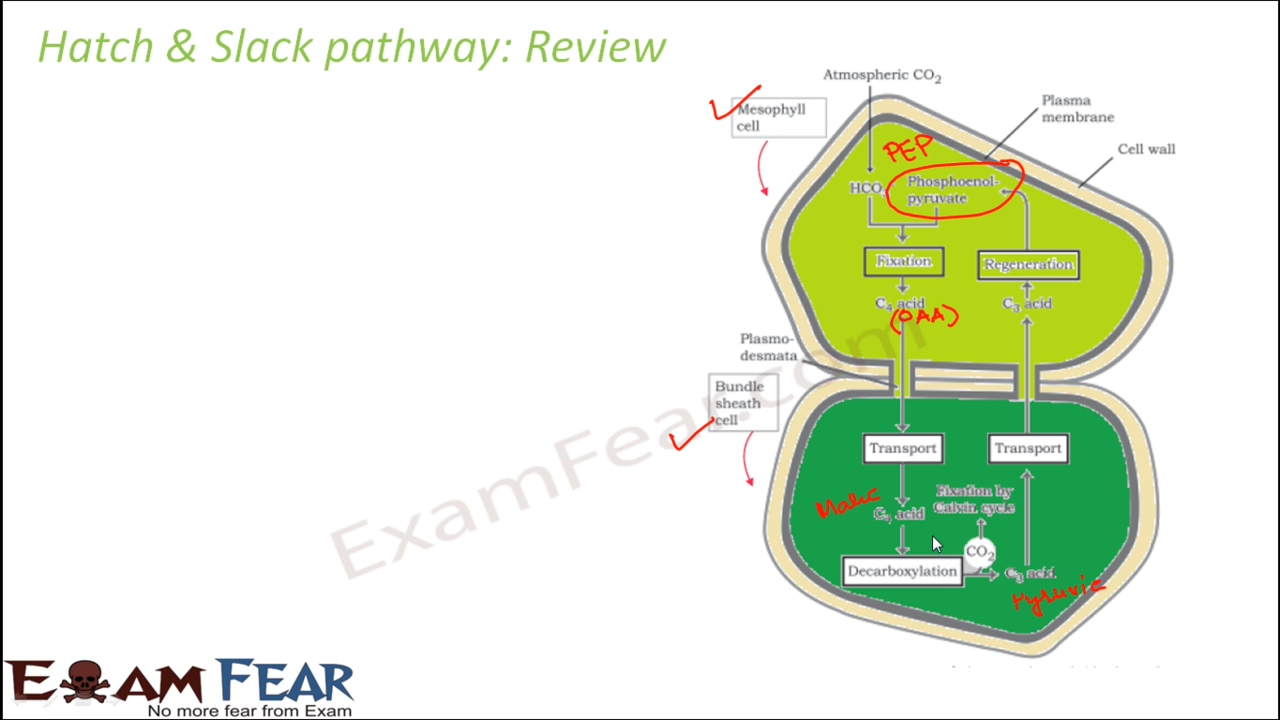 Hatch & Slack pathway: Review
Atmospheric CO2
Mesophyll
cell
Plasma
membrane
Cell wall
PEP
HCO3
Phosphoenol-
pyruvate
Fixation
Regeneration
C4 acid
(OAA)
C3 acid
Plasmo-
desmata
Bundle
sheath
cell
Transport
Transport
Malic
C4 acid
Fixation by
Calvin cycle
CO2
Decarboxylation
C3 acid
Pyruvic
ExamFear.com
EXAM FEAR
No more fear from Exam